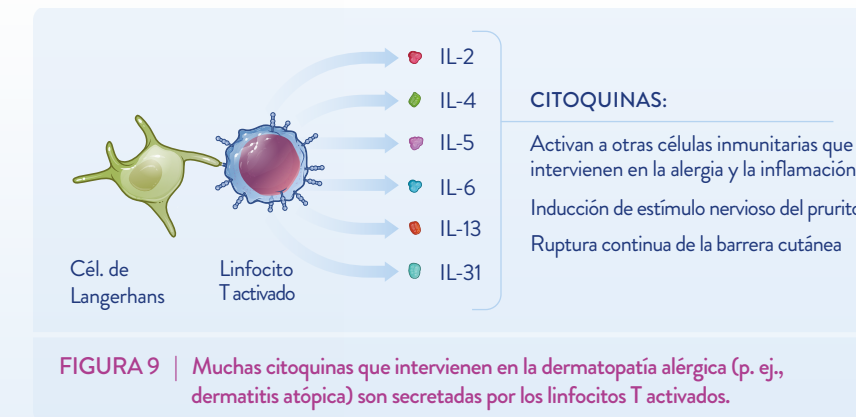 IL-2
IL-4
IL-5
IL-6
IL-13
IL-31
Cél. de
Langerhans
Linfocito
T activado
CITOQUINAS:
Activan a otras células inmunitarias que
intervienen en la alergia y la inflamación
Inducción de estímulo nervioso del prurito
Ruptura continua de la barrera cutánea
FIGURA 9 | Muchas citoquinas que intervienen en la dermatopatía alérgica (p. ej.,
dermatitis atópica) son secretadas por los linfocitos T activados.